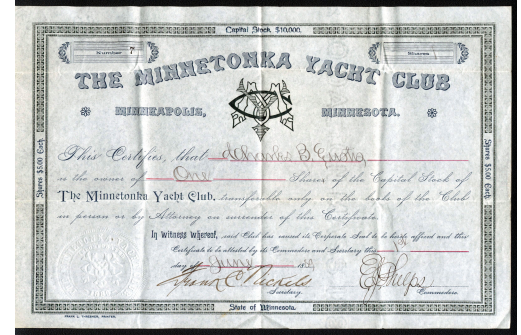 Capital Stock, $10,000.
Number 7
Shares
THE MINNETONKA YACHT CLUB
MINNEAPOLIS, MINNESOTA.
This Certifies, that Charles B. Eustis
is the owner of One Shares of the Capital Stock of
The Minnetonka Yacht Club, transferable only on the books of the Club
in person or by Attorney on surrender of this Certificate.
In Witness Whereof, said Club has caused its Corporate Seal to be hereto affixed and this
Certificate to be attested by its Commodore and Secretary this
day of June
Secretary. Commodore
Shares $5.00 Each
Shares $5.00 Each
State of Minnesota.